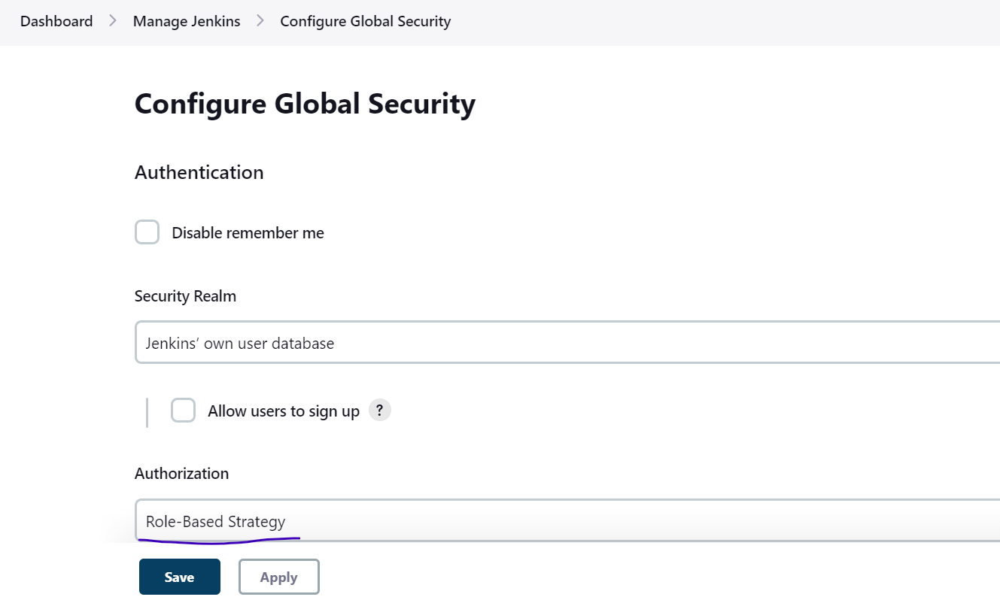 Dashboard > Manage Jenkins > Configure Global Security
Configure Global Security
Authentication
Disable remember me
Security Realm
Jenkins’ own user database
Allow users to sign up ?
Authorization
Role-Based Strategy
Save Apply